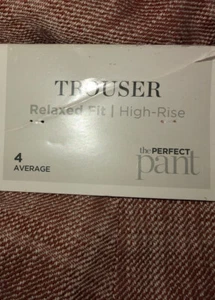 TROUSER
Relaxed Fit | High-Rise
4
AVERAGE
the PERFECT
pant